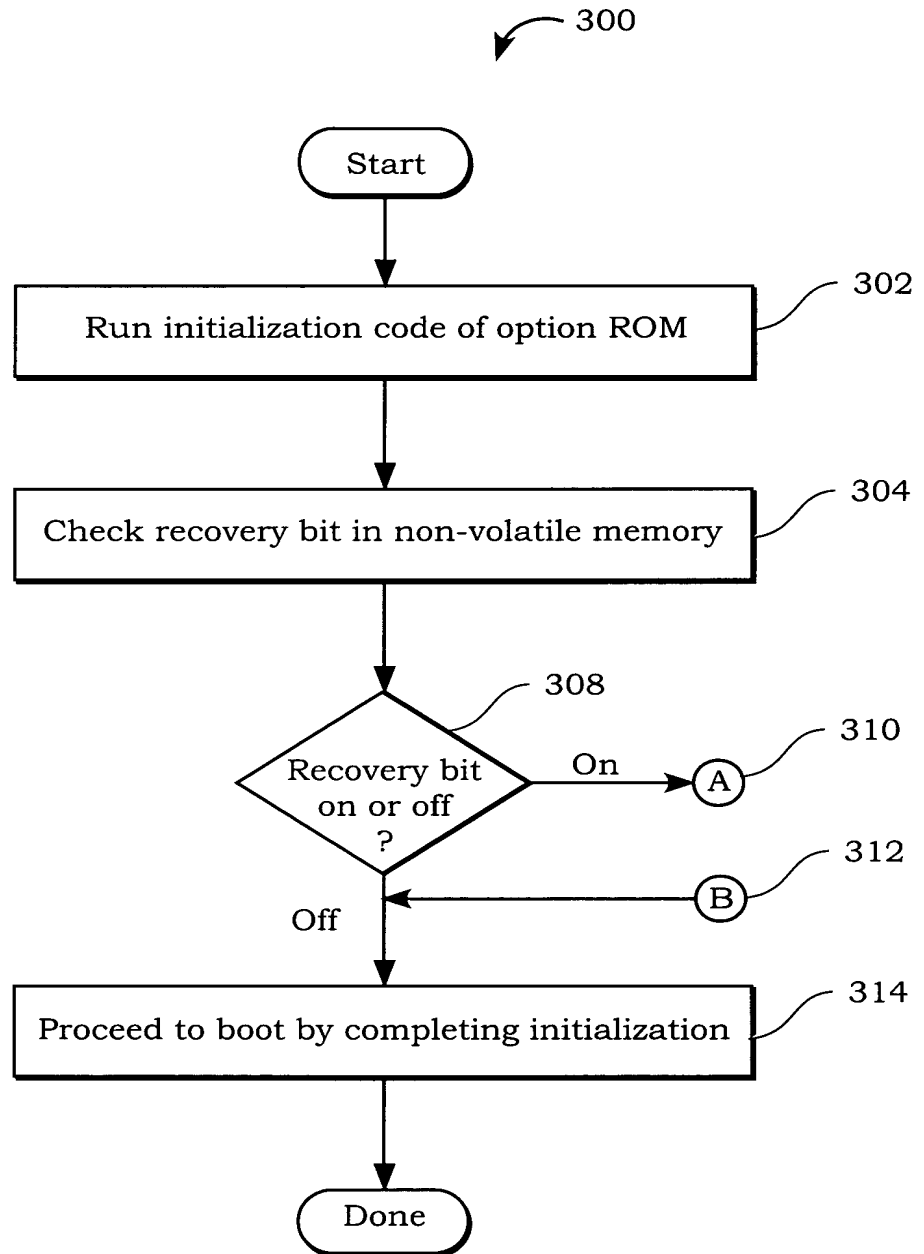 300
Start
302
Run initialization code of option ROM
304
Check recovery bit in non-volatile memory
308
Recovery bit
on or off
?
On
310
A
312
B
Off
314
Proceed to boot by completing initialization
Done